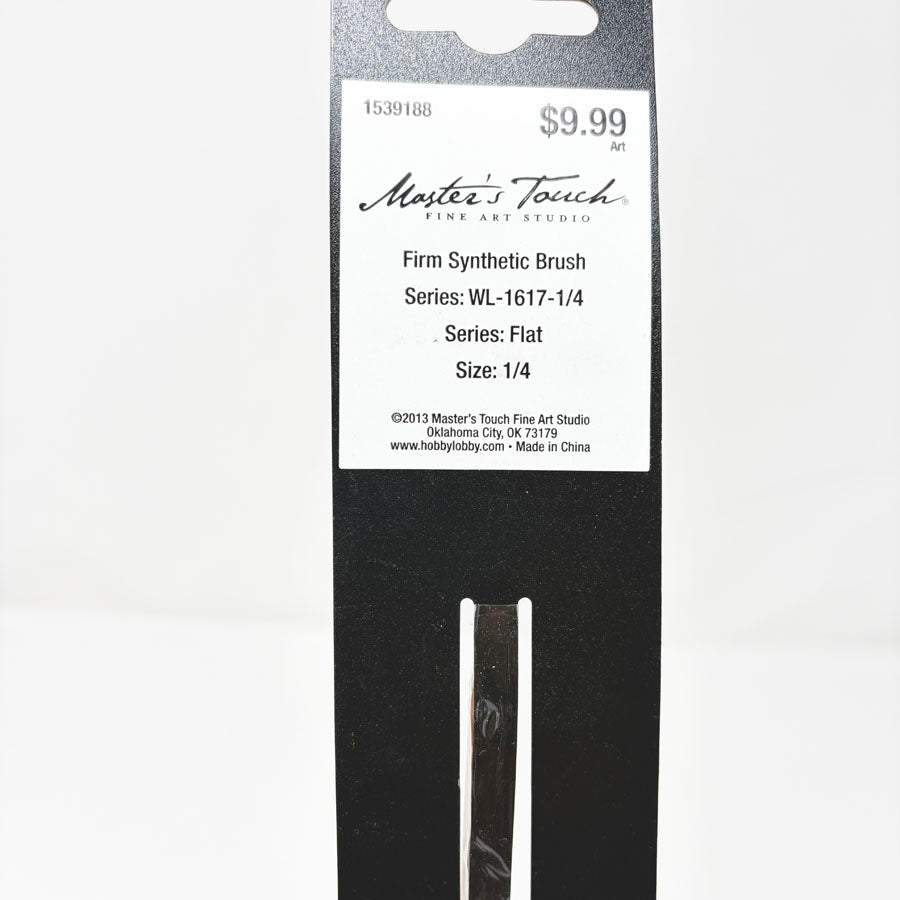 1539188
$9.99
Art
Master's Touch®
FINE ART STUDIO
Firm Synthetic Brush
Series: WL-1617-1/4
Series: Flat
Size: 1/4
©2013 Master's Touch Fine Art Studio
Oklahoma City, OK 73179
www.hobbylobby.com • Made in China